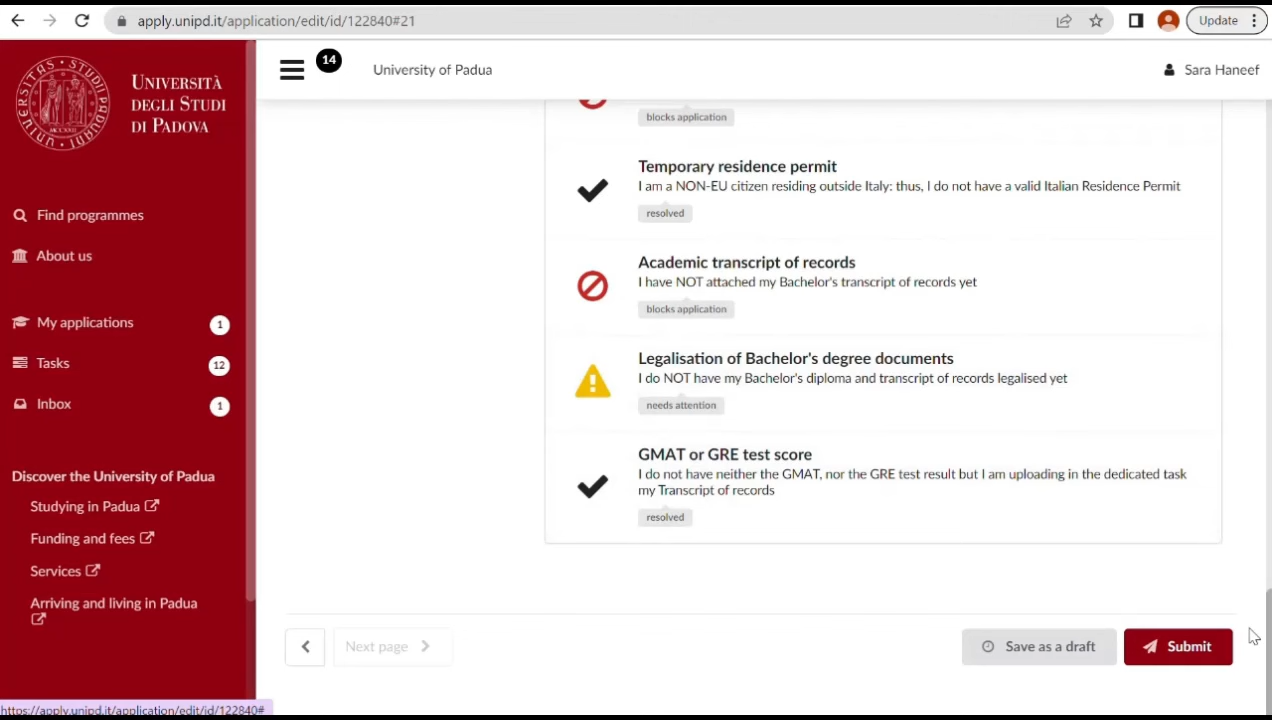 apply.unipd.it/application/edit/id/122840#21
Update
UNIVERSITÀ
DEGLI STUDI
DI PADOVA
14
University of Padua
Sara Haneef
Find programmes
About us
My applications 1
Tasks 12
Inbox 1
Discover the University of Padua
Studying in Padua
Funding and fees
Services
Arriving and living in Padua
blocks application
Temporary residence permit
I am a NON-EU citizen residing outside Italy: thus, I do not have a valid Italian Residence Permit
resolved
Academic transcript of records
I have NOT attached my Bachelor's transcript of records yet
blocks application
Legalisation of Bachelor's degree documents
I do NOT have my Bachelor's diploma and transcript of records legalised yet
needs attention
GMAT or GRE test score
I do not have neither the GMAT, nor the GRE test result but I am uploading in the dedicated task
my Transcript of records
resolved
Next page
Save as a draft
Submit
https://apply.unipd.it/application/edit/id/122840#